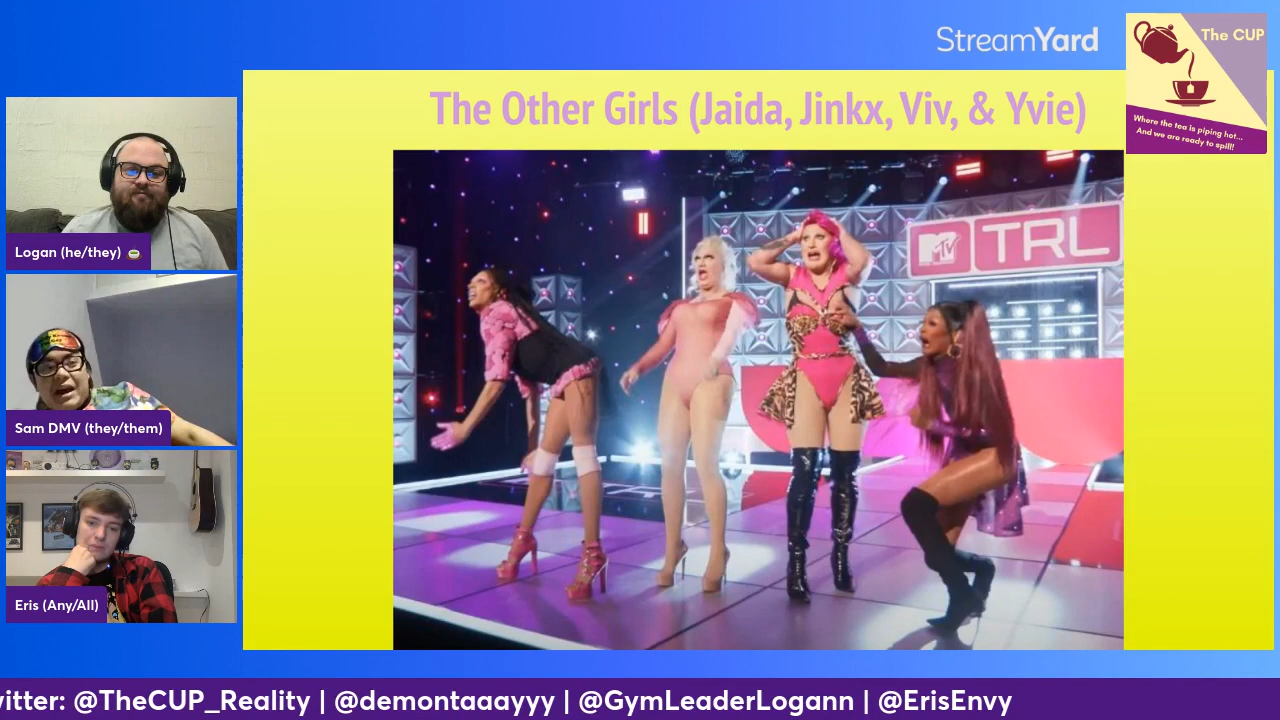 StreamYard
The CUP
Where the tea is piping hot...
And we are ready to spill!
The Other Girls (Jaida, Jinkx, Viv, & Yvie)
MTV
TRL
Logan (he/they)
Sam DMV (they/them)
Eris (Any/All)
vitter: @TheCUP_Reality | @demontaaayyy | @GymLeaderLogann | @ErisEnvy